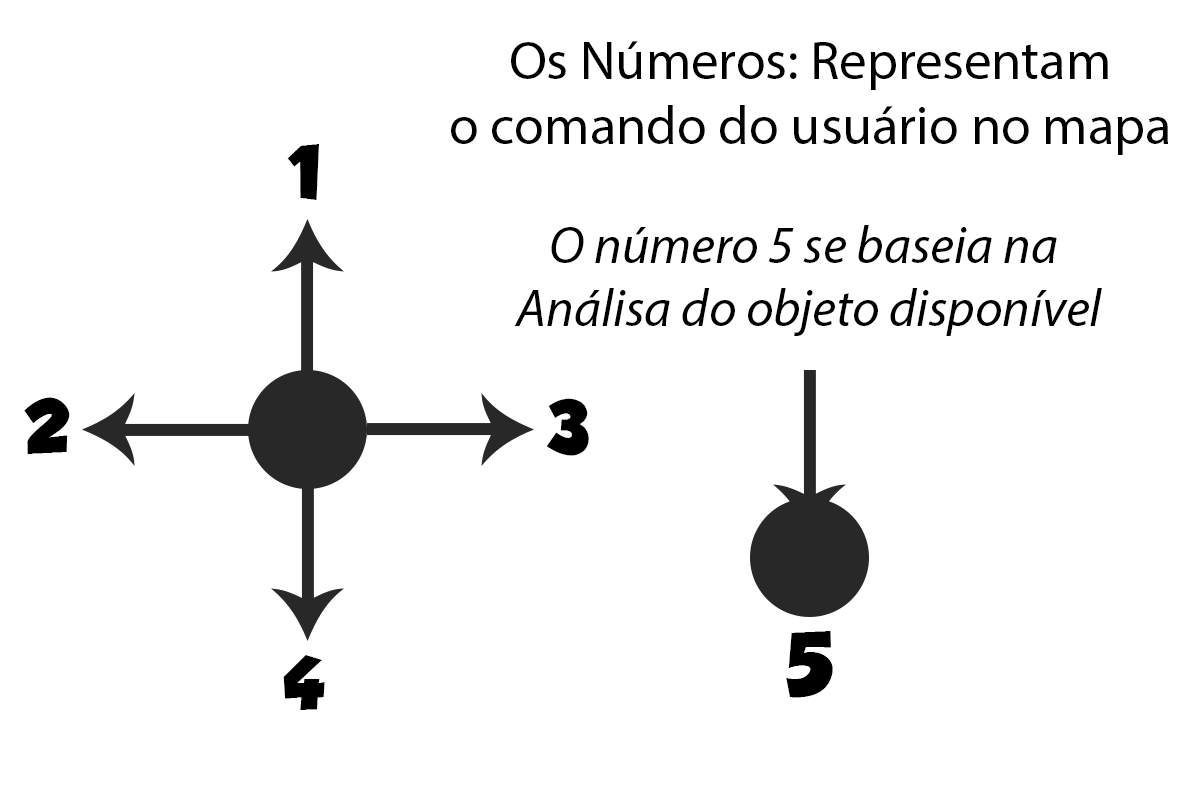 Os Números: Representam
o comando do usuário no mapa
1
O número 5 se baseia na
Análisa do objeto disponível
2
3
5
4